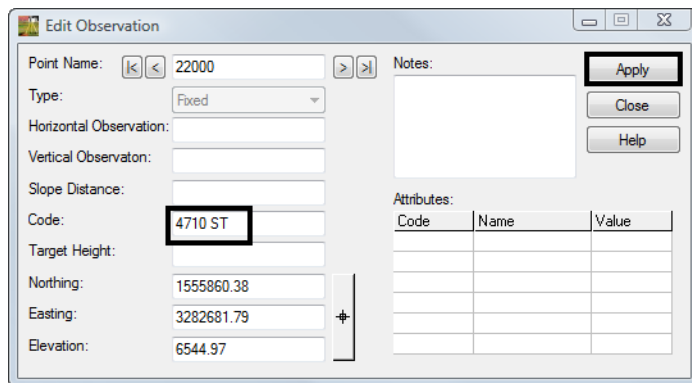 Edit Observation
Point Name: |< < 22000 > >|
Type: Fixed
Horizontal Observation:
Vertical Observaton:
Slope Distance:
Code: 4710 ST
Target Height:
Northing: 1555860.38
Easting: 3282681.79
Elevation: 6544.97
Notes:
Apply
Close
Help
Attributes:
Code Name Value